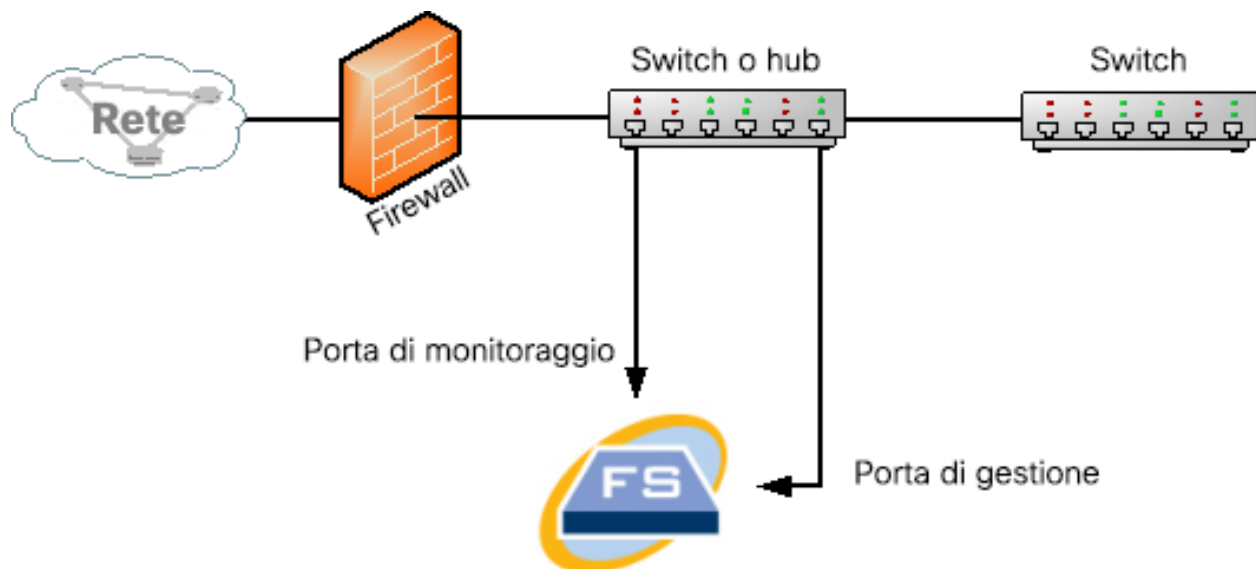 Rete
Firewall
Switch o hub
Switch
Porta di monitoraggio
FS
Porta di gestione